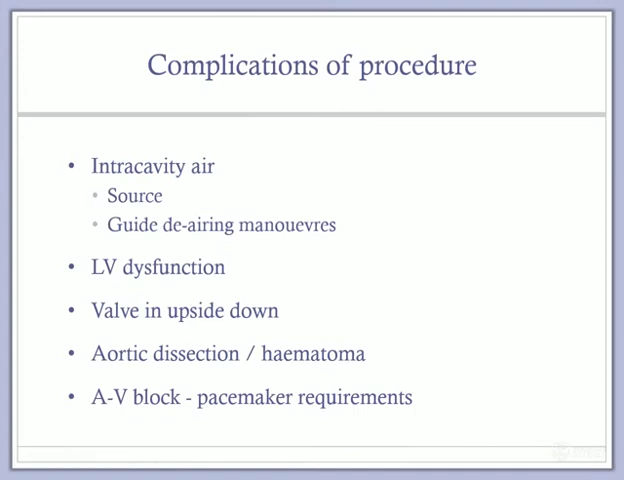 Complications of procedure
• Intracavity air
• Source
• Guide de-airing manouevres
• LV dysfunction
• Valve in upside down
• Aortic dissection / haematoma
• A-V block - pacemaker requirements